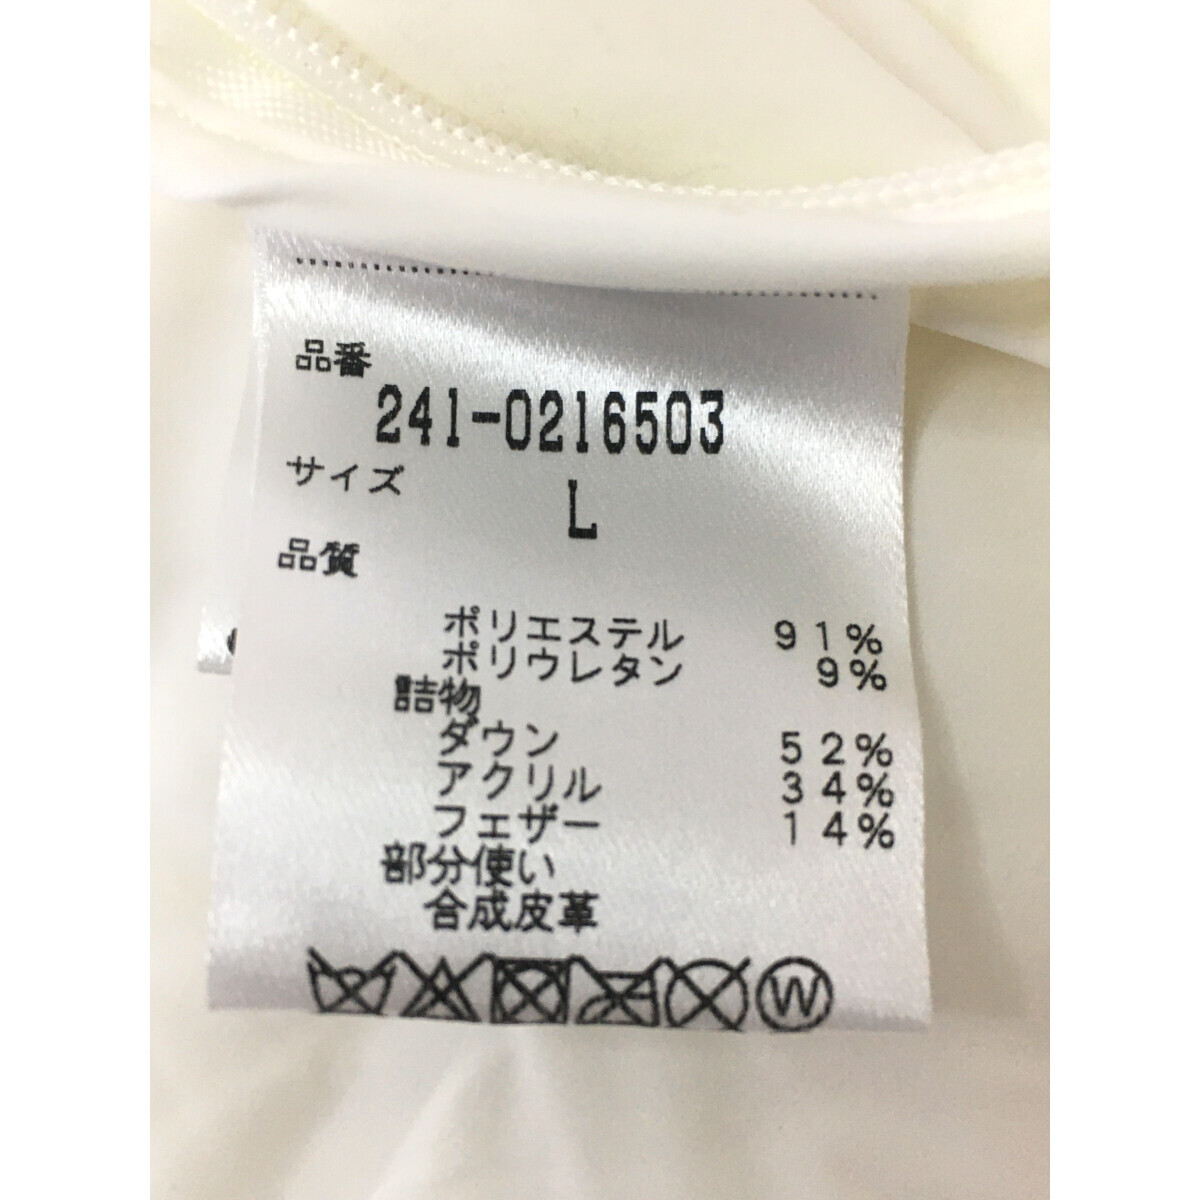 品番
241-0216503
サイズ
L
品質
ポリエステル 91%
ポリウレタン 9%
詰物
ダウン 52%
アクリル 34%
フェザー 14%
部分使い
合成皮革
W